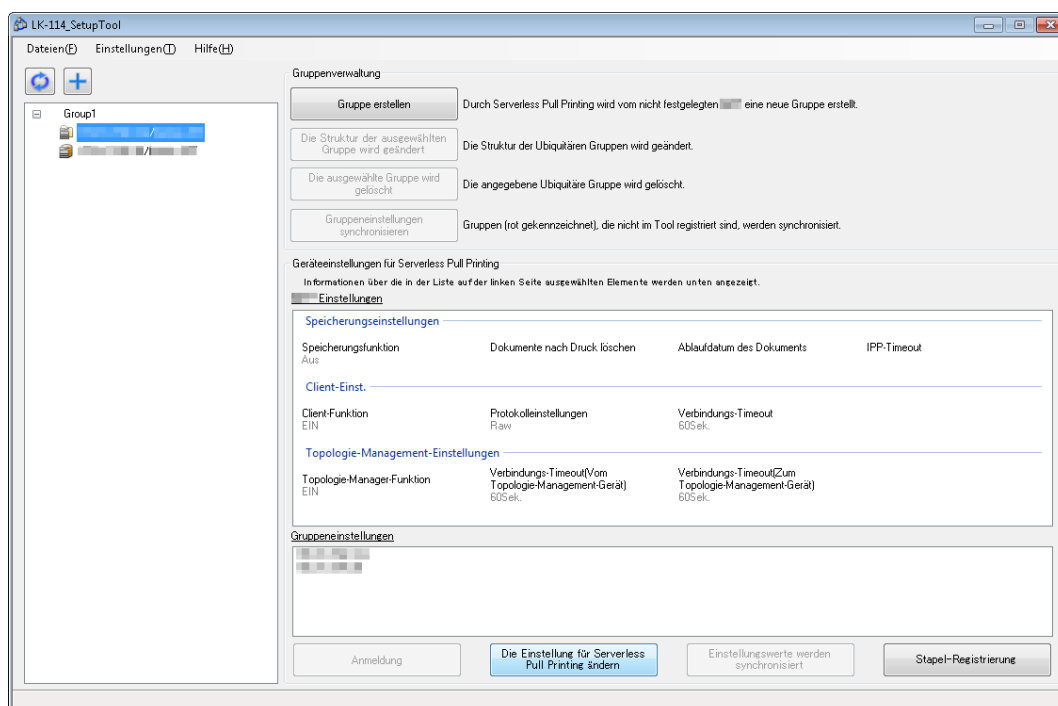 LK-114_SetupTool
Dateien(F) Einstellungen(T) Hilfe(H)
Group1
/
/
Gruppenverwaltung
Gruppe erstellen
Durch Serverless Pull Printing wird vom nicht festgelegten eine neue Gruppe erstellt.
Die Struktur der ausgewählten
Gruppe wird geändert
Die Struktur der Ubiquitären Gruppen wird geändert.
Die ausgewählte Gruppe wird
gelöscht
Die angegebene Ubiquitäre Gruppe wird gelöscht.
Gruppeneinstellungen
synchronisieren
Gruppen (rot gekennzeichnet), die nicht im Tool registriert sind, werden synchronisiert.
Geräteeinstellungen für Serverless Pull Printing
Informationen über die in der Liste auf der linken Seite ausgewählten Elemente werden unten angezeigt.
Einstellungen
Speicherungseinstellungen
Speicherungsfunktion Dokumente nach Druck löschen Ablaufdatum des Dokuments IPP-Timeout
Aus
Client-Einst.
Client-Funktion Protokolleinstellungen Verbindungs-Timeout
EIN Raw 60Sek.
Topologie-Management-Einstellungen
Topologie-Manager-Funktion
EIN
Verbindungs-Timeout(Vom
Topologie-Management-Gerät)
60Sek.
Verbindungs-Timeout(Zum
Topologie-Management-Gerät)
60Sek.
Gruppeneinstellungen
Anmeldung
Die Einstellung für Serverless
Pull Printing ändern
Einstellungswerte werden
synchronisiert
Stapel-Registrierung